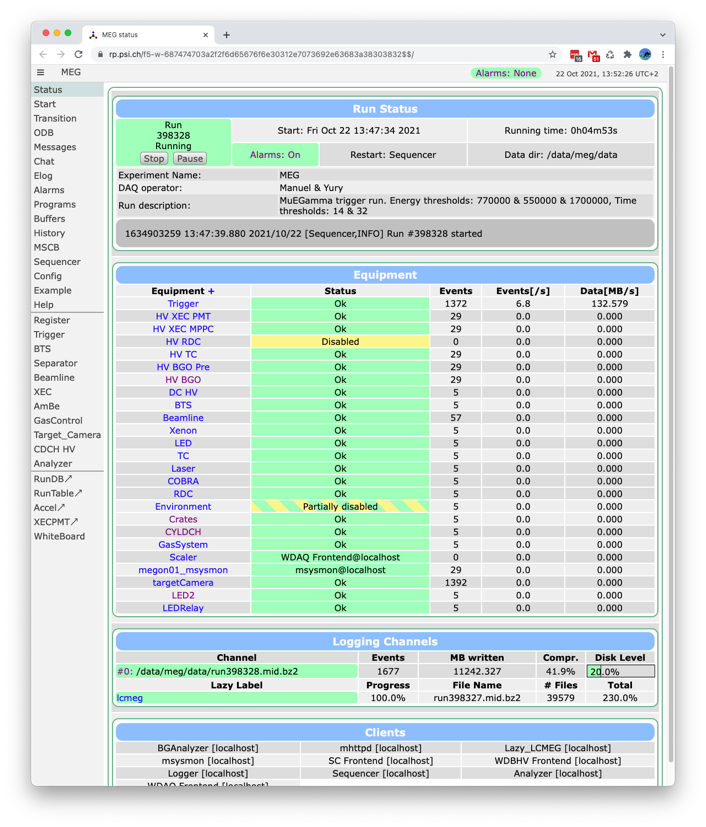 MEG status
rp.psi.ch/f5-w-687474703a2f2f6d65676f6e30312e7073692e63683a38303832$$/
MEG
Alarms: None
22 Oct 2021, 13:52:26 UTC+2
Status
Start
Transition
ODB
Messages
Chat
Elog
Alarms
Programs
Buffers
History
MSCB
Sequencer
Config
Example
Help
Register
Trigger
BTS
Separator
Beamline
XEC
AmBe
GasControl
Target_Camera
CDCH HV
Analyzer
RunDB↗
RunTable↗
Accel↗
XECPMT↗
WhiteBoard
Run Status
Run
398328
Running
Stop Pause
Start: Fri Oct 22 13:47:34 2021 Running time: 0h04m53s
Alarms: On Restart: Sequencer Data dir: /data/meg/data
Experiment Name: MEG
DAQ operator: Manuel & Yury
Run description: MuEGamma trigger run. Energy thresholds: 770000 & 550000 & 1700000, Time
thresholds: 14 & 32
1634903259 13:47:39.880 2021/10/22 [Sequencer,INFO] Run #398328 started
Equipment
Equipment + Status Events Events[/s] Data[MB/s]
Trigger Ok 1372 6.8 132.579
HV XEC PMT Ok 29 0.0 0.000
HV XEC MPPC Ok 29 0.0 0.000
HV RDC Disabled 0 0.0 0.000
HV TC Ok 29 0.0 0.000
HV BGO Pre Ok 29 0.0 0.000
HV BGO Ok 29 0.0 0.000
DC HV Ok 5 0.0 0.000
BTS Ok 5 0.0 0.000
Beamline Ok 57 0.0 0.000
Xenon Ok 5 0.0 0.000
LED Ok 5 0.0 0.000
TC Ok 5 0.0 0.000
Laser Ok 5 0.0 0.000
COBRA Ok 5 0.0 0.000
RDC Ok 5 0.0 0.000
Environment Partially disabled 5 0.0 0.000
Crates Ok 5 0.0 0.000
CYLDCH Ok 5 0.0 0.000
GasSystem Ok 5 0.0 0.000
Scaler WDAQ Frontend@localhost 0 0.0 0.000
megon01_msysmon msysmon@localhost 29 0.0 0.000
targetCamera Ok 1392 0.0 0.000
LED2 Ok 5 0.0 0.000
LEDRelay Ok 5 0.0 0.000
Logging Channels
Channel Events MB written Compr. Disk Level
#0: /data/meg/data/run398328.mid.bz2 1677 11242.327 41.9% 20.0%
Lazy Label Progress File Name # Files Total
lcmeg 100.0% run398327.mid.bz2 39579 230.0%
Clients
BGAnalyzer [localhost] mhttpd [localhost] Lazy_LCMEG [localhost]
msysmon [localhost] SC Frontend [localhost] WDBHV Frontend [localhost]
Logger [localhost] Sequencer [localhost] Analyzer [localhost]
WDAQ Frontend [localhost]